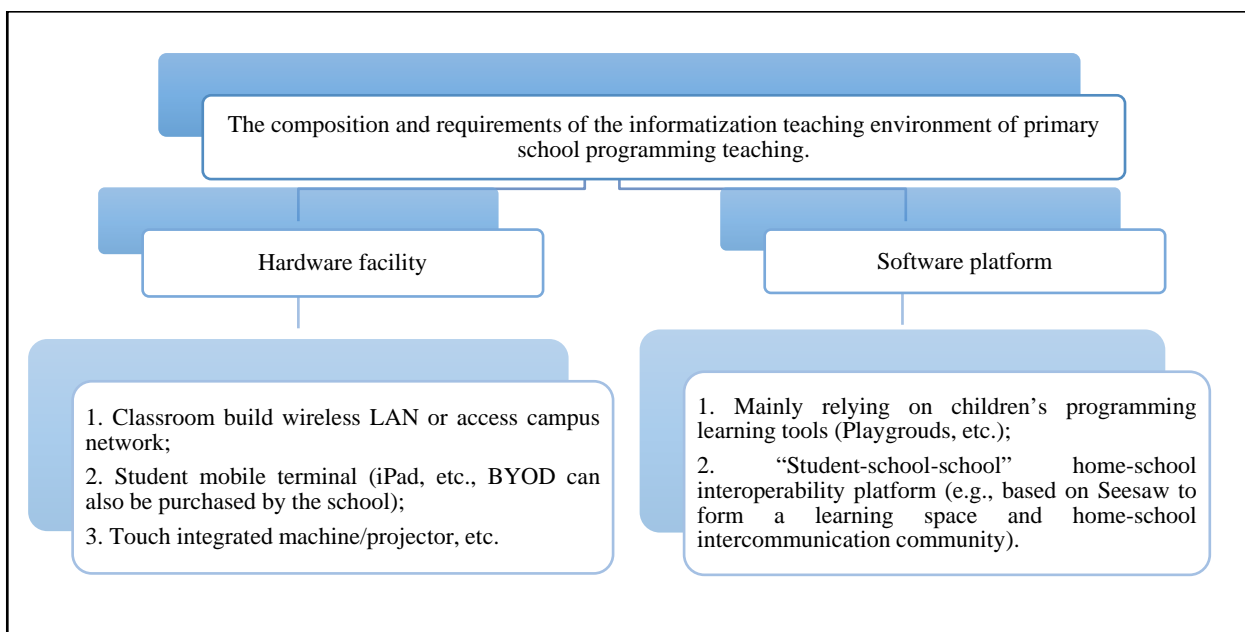 The composition and requirements of the informatization teaching environment of primary
school programming teaching.
Hardware facility
Software platform
1. Classroom build wireless LAN or access campus
network;
2. Student mobile terminal (iPad, etc., BYOD can
also be purchased by the school);
3. Touch integrated machine/projector, etc.
1. Mainly relying on children’s programming
learning tools (Playgrouds, etc.);
2. “Student-school-school” home-school
interoperability platform (e.g., based on Seesaw to
form a learning space and home-school
intercommunication community).